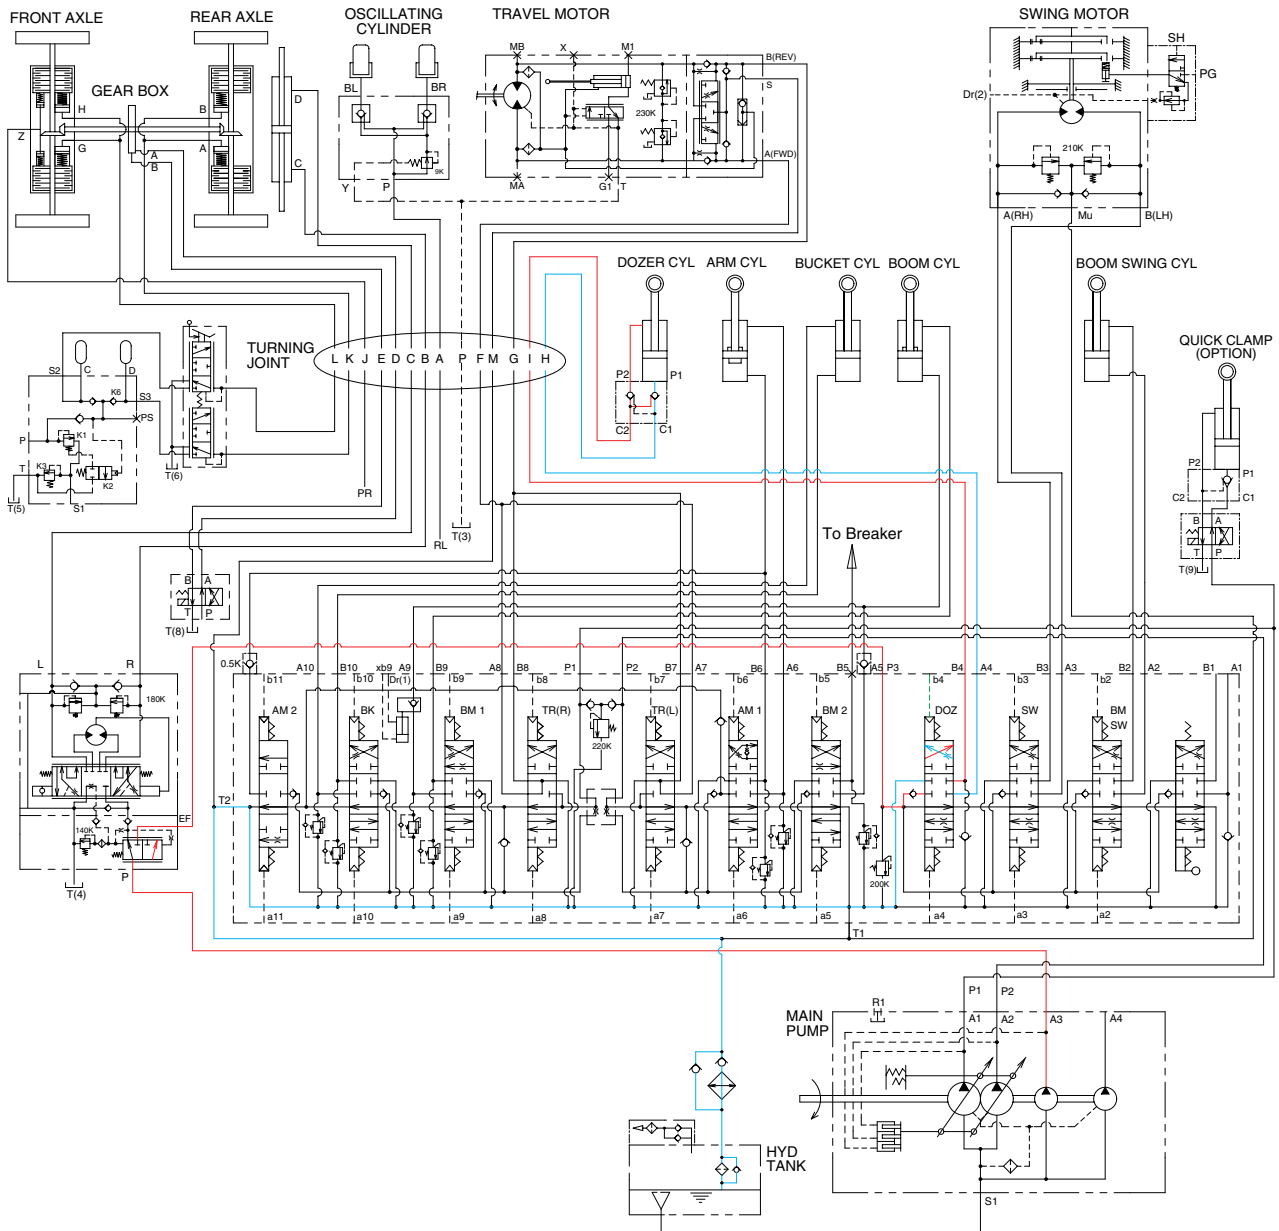 FRONT AXLE
REAR AXLE
OSCILLATING
CYLINDER
TRAVEL MOTOR
SWING MOTOR
MB
X
M1
B(REV)
SH
GEAR BOX
BL
BR
S
PG
H
B
D
Dr(2)
230K
Z
G
A
A
B
C
210K
Y
P
9K
A(FWD)
MA
G1
T
A(RH)
Mu
B(LH)
DOZER CYL
ARM CYL
BUCKET CYL
BOOM CYL
BOOM SWING CYL
TURNING
JOINT
L K J E D C B A P F M G I H
QUICK CLAMP
(OPTION)
S2
C
D
K6
S3
PS
P2
P1
P
K1
C2
C1
T
K3
K2
T(6)
P2
P1
T(5)
S1
PR
C2
C1
B
A
T(3)
RL
To Breaker
T
P
T(9)
B
A
T
P
T(8)
L
R
0.5K
A10
B10
xb9
A9
B9
A8
B8
P1
P2
B7
A7
B6
A6
B5
A5
P3
B4
A4
B3
A3
B2
A2
B1
A1
b11
b10
Dr(1)
b9
b8
b7
b6
b5
b4
b3
b2
180K
AM 2
BK
BM 1
TR(R)
TR(L)
AM 1
BM 2
DOZ
SW
BM
SW
220K
T2
EF
140K
P
200K
T(4)
a11
a10
a9
a8
a7
a6
a5
a4
a3
a2
T1
P1
P2
R1
MAIN
PUMP
A1
A2
A3
A4
HYD
TANK
S1